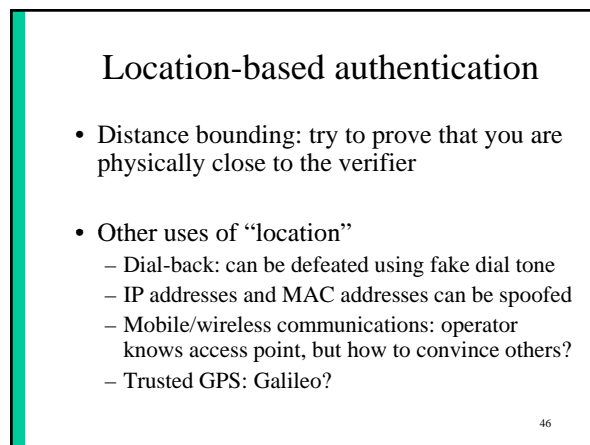 Location-based authentication
• Distance bounding: try to prove that you are
physically close to the verifier
• Other uses of “location”
– Dial-back: can be defeated using fake dial tone
– IP addresses and MAC addresses can be spoofed
– Mobile/wireless communications: operator
knows access point, but how to convince others?
– Trusted GPS: Galileo?
46